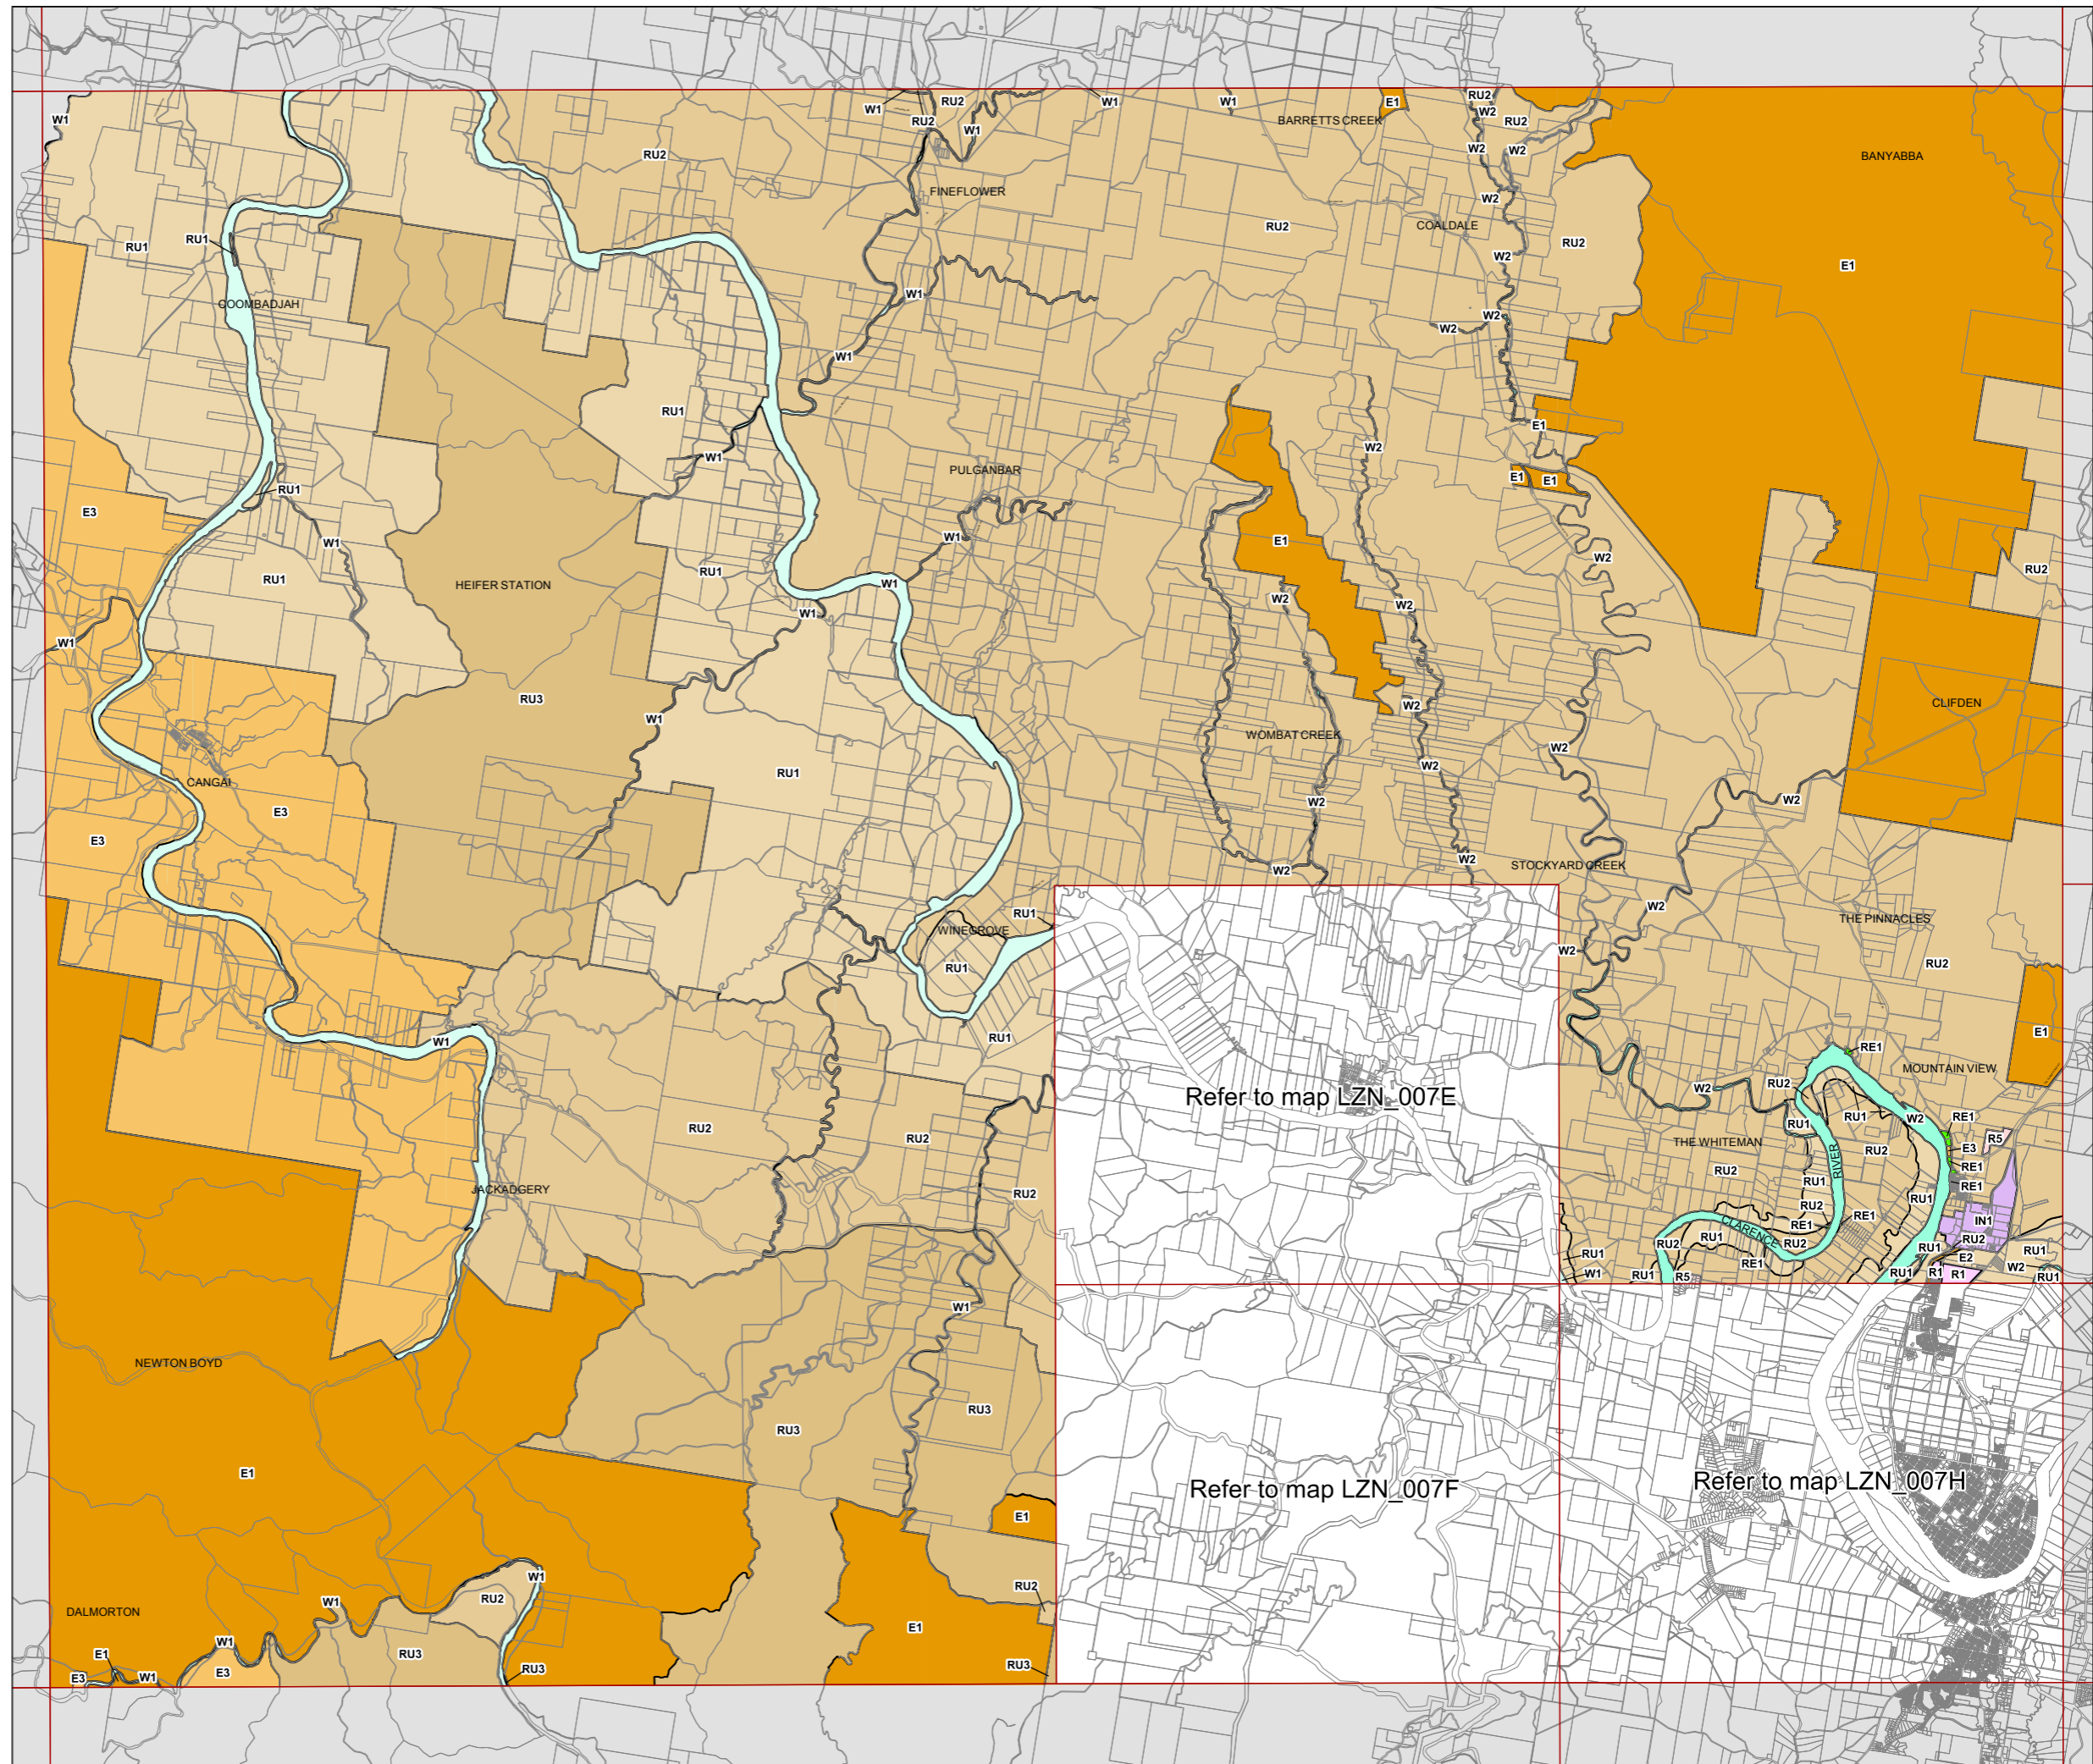 W1
RU2
W1
W1
W1
RU2
W1
E1
BARRETTS CREEK
RU2
W2
RU2
W2
W2
BANYABBA
RU2
FINEFLOWER
W2
RU2
COALDALE
RU1
RU1
RU2
W2
E1
W1
COOMBADJAH
W2
W2
W1
RU1
E1
W2
W1
PULGANBAR
E1
E1
RU1
E3
W1
W1
E1
W2
RU2
RU1
HEIFER STATION
RU1
W1
W2
W2
W1
W1
RU3
W2
CLIFDEN
W1
WOMBAT CREEK
W2
RU1
W2
CANGAI
W2
W2
E3
E3
W2
STOCKYARD CREEK
W2
RU1
W2
THE PINNACLES
WINEGROVE
W2
RU1
RU2
RU1
W1
E1
RE1
MOUNTAIN VIEW
RU2
W2
Refer to map LZN_007E
RU1
W2
RE1
RU1
RU2
RU2
THE WHITEMAN
R5
E3
RU2
RIVER
RE1
RU2
RU1
RE1
JACKADGERY
RU2
RU1
RU2
RE1
IN1
RE1
CLARENCE
RU1
RU2
RU2
RU2
RU1
RU1
RU1
RE1
E2
W2
W1
RU1
R5
RU1
R1
R1
RU1
W1
NEWTON BOYD
RU3
RU3
E1
Refer to map LZN_007F
Refer to map LZN_007H
E1
W1
RU2
RU2
W1
DALMORTON
E1
W1
RU3
E1
E3
W1
E3
RU3
RU3